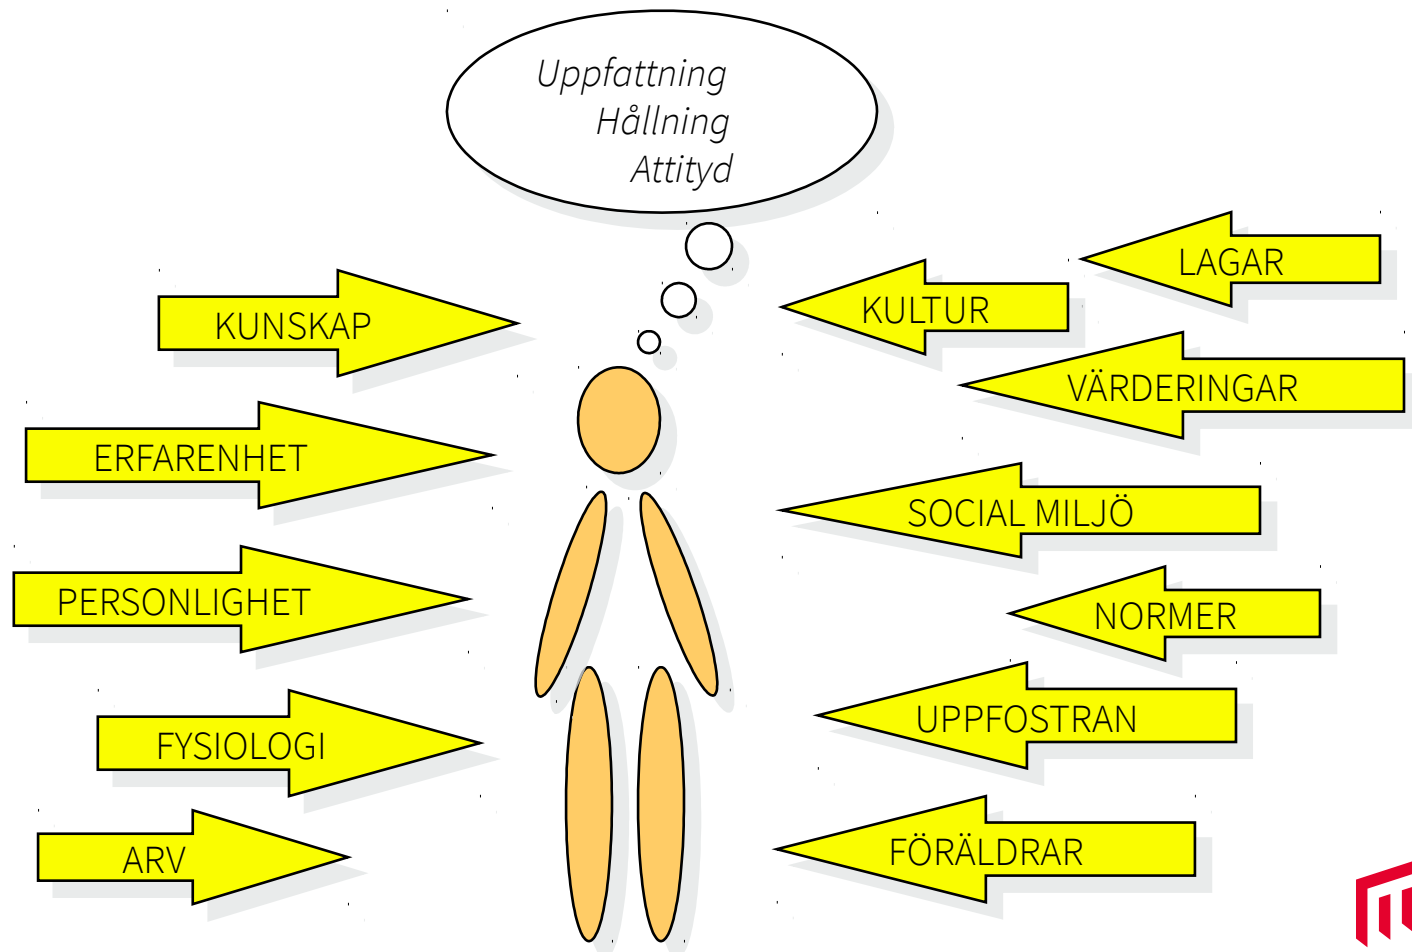 Uppfattning
Hållning
Attityd
LAGAR
KUNSKAP
KULTUR
VÄRDERINGAR
ERFARENHET
SOCIAL MILJÖ
PERSONLIGHET
NORMER
FYSIOLOGI
UPPFOSTRAN
ARV
FÖRÄLDRAR